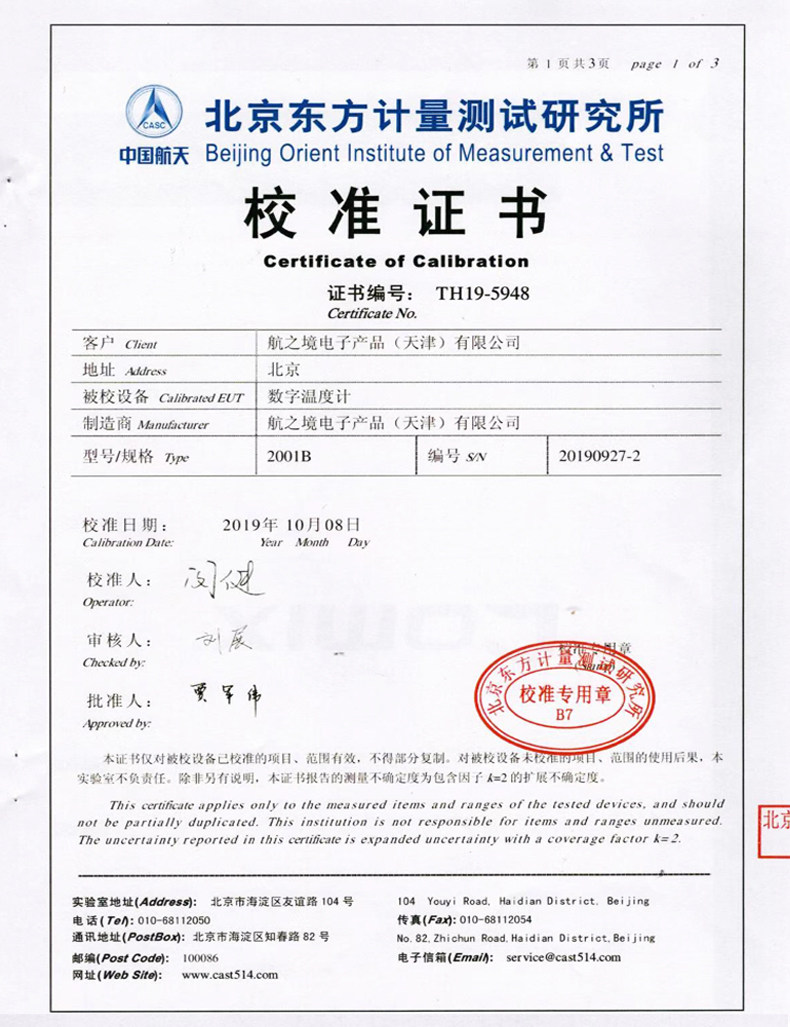 第 1 页共3页 page 1 of 3
CASC
中国航天
北京东方计量测试研究所
Beijing Orient Institute of Measurement & Test
校准证书
Certificate of Calibration
证书编号: TH19-5948
Certificate No.
客户 Client 航之境电子产品（天津）有限公司
地址 Address 北京
被校设备 Calibrated EUT 数字温度计
制造商 Manufacturer 航之境电子产品（天津）有限公司
型号/规格 Type 2001B 编号 S/N 20190927-2
校准日期: 2019年 10月08日
Calibration Date: Year Month Day
校准人:
Operator:
审核人: 刘展
Checked by:
批准人: 贾军伟
Approved by:
校准专用章
(Stamp)
北京东方计量测试研究所
校准专用章
B7
本证书仅对被校设备已校准的项目、范围有效，不得部分复制。对被校设备未校准的项目、范围的使用后果，本
实验室不负责任。除非另有说明，本证书报告的测量不确定度为包含因子 k=2 的扩展不确定度。
This certificate applies only to the measured items and ranges of the tested devices, and should
not be partially duplicated. This institution is not responsible for items and ranges unmeasured.
The uncertainty reported in this certificate is expanded uncertainty with a coverage factor k=2.
北京
实验室地址(Address): 北京市海淀区友谊路 104 号 104 Youyi Road, Haidian District, Beijing
电话(Tel): 010-68112050 传真(Fax): 010-68112054
通讯地址(PostBox): 北京市海淀区知春路 82 号 No.82,Zhichun Road,Haidian District,Beijing
邮编(Post Code): 100086 电子信箱(Email): service@cast514.com
网址(Web Site): www.cast514.com